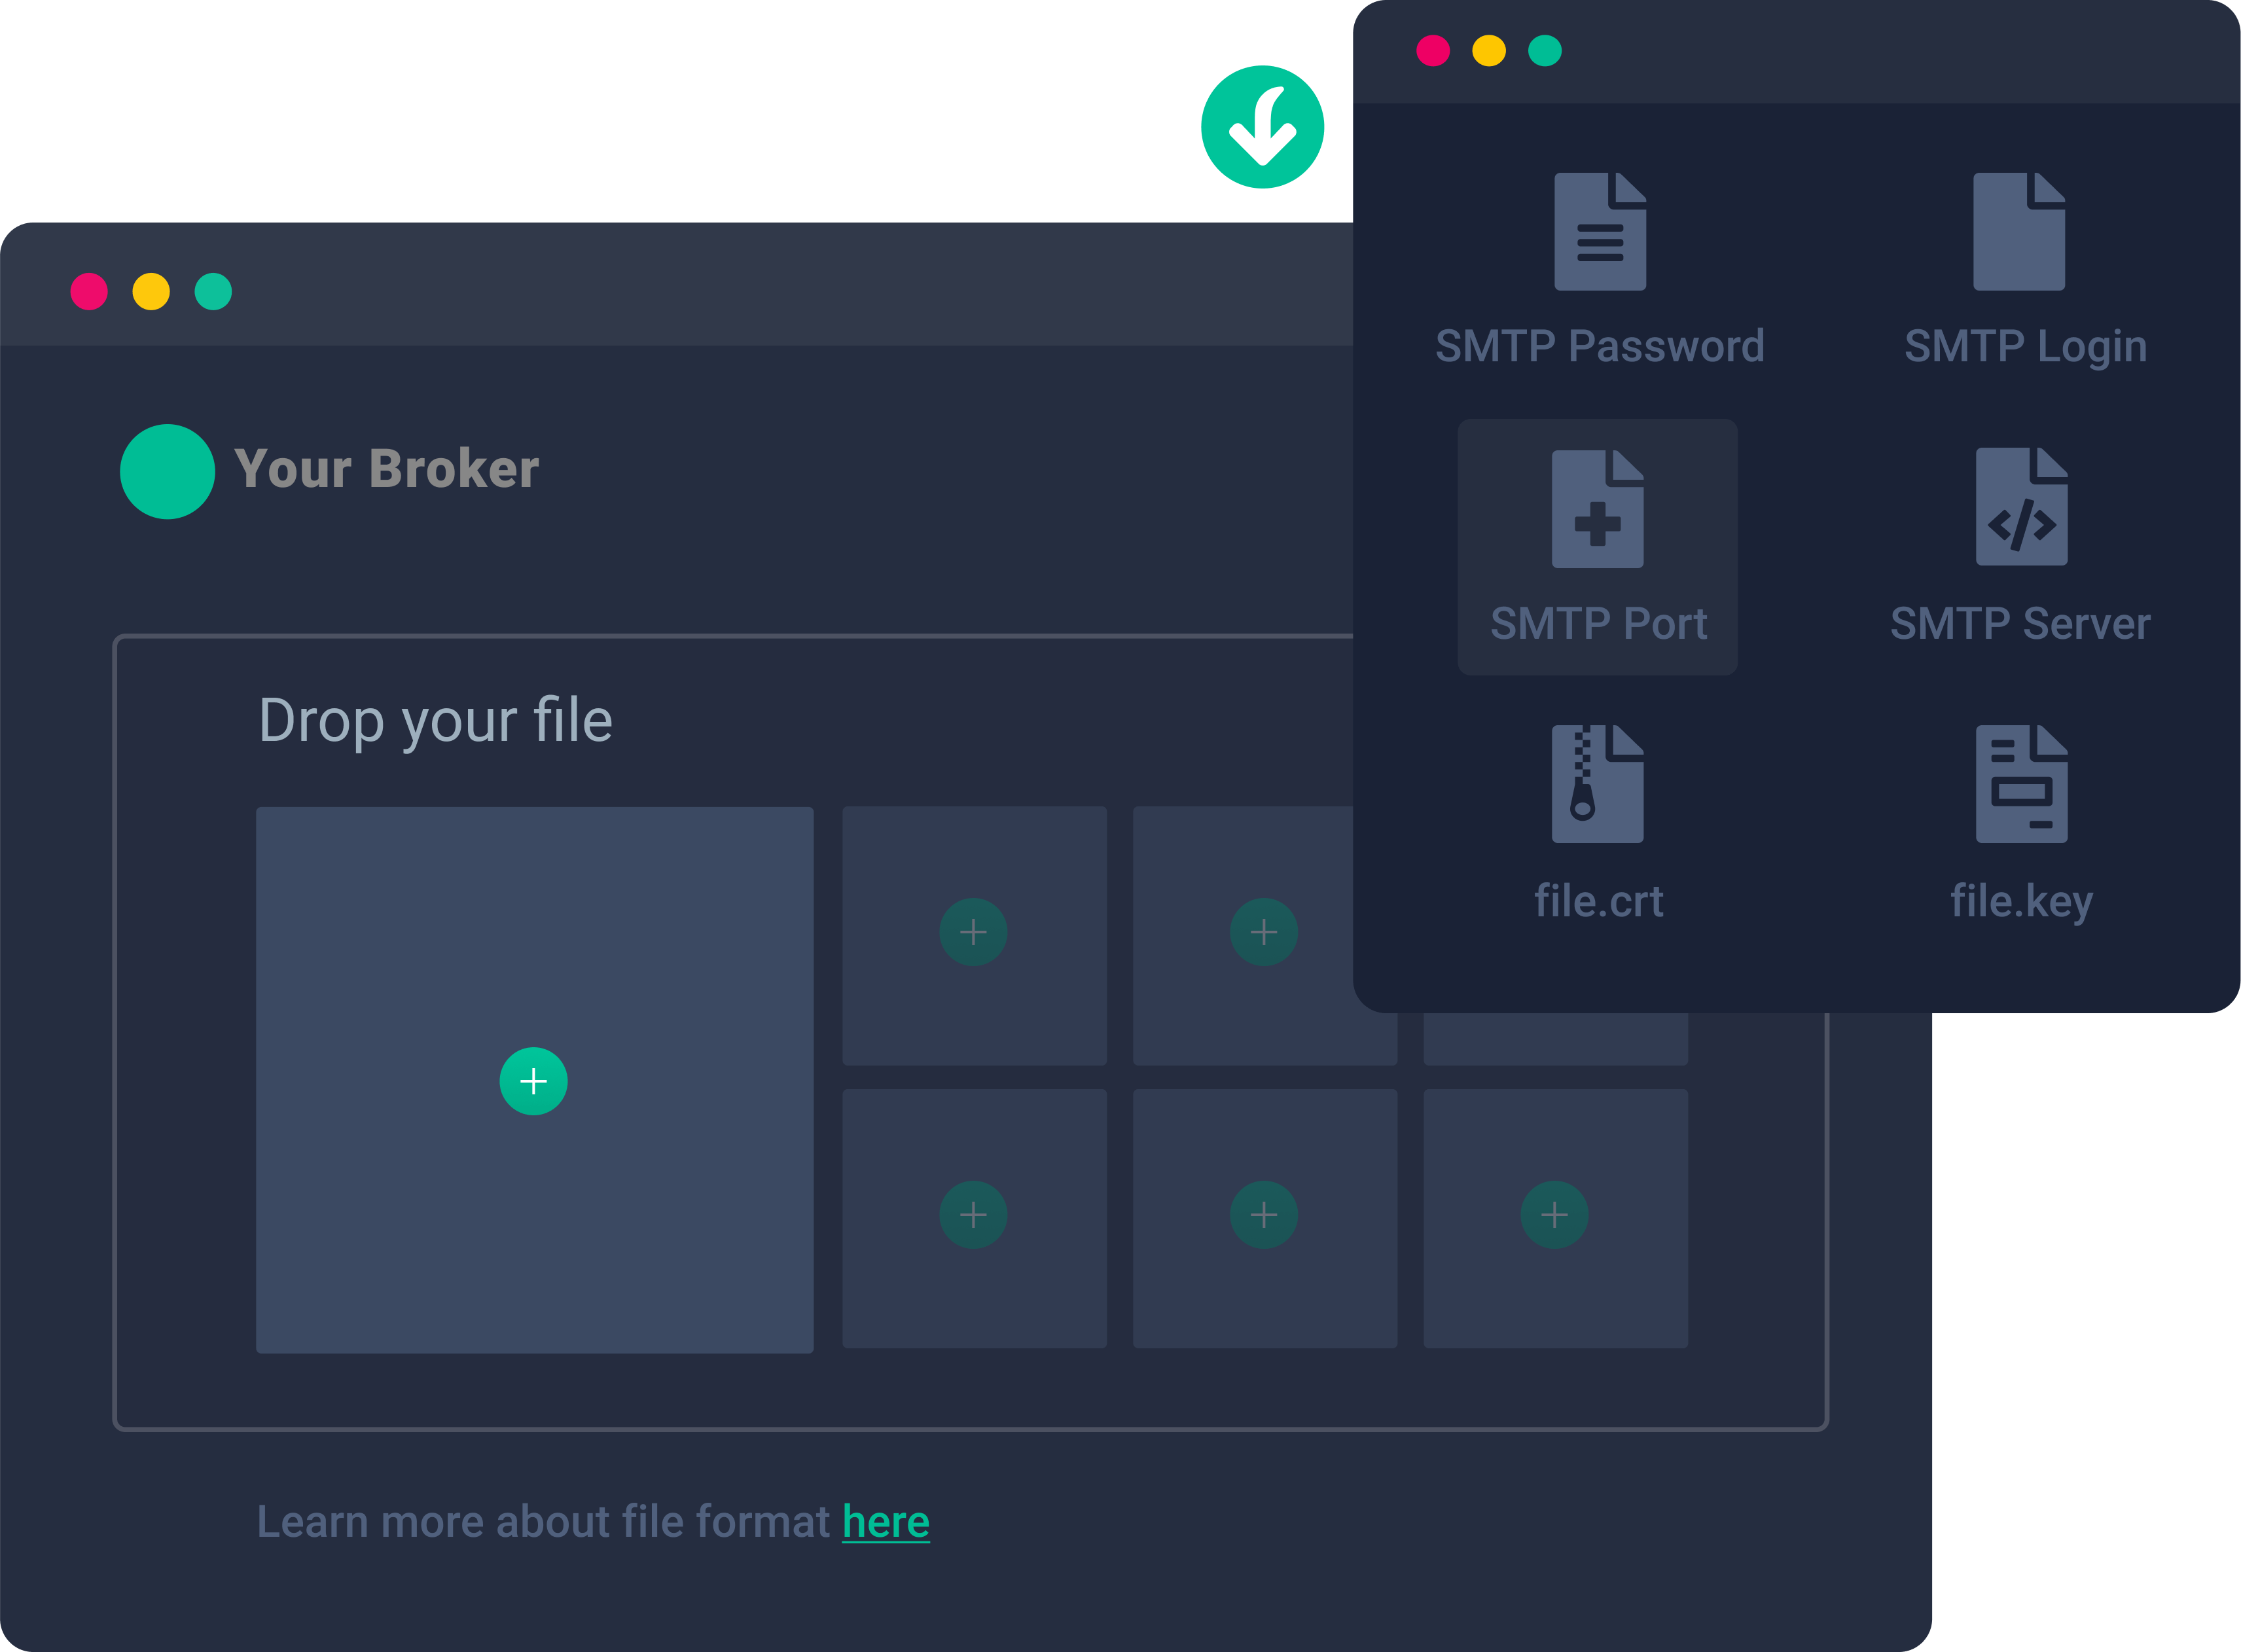 Your Broker
Drop your file
Learn more about file format here
SMTP Password
SMTP Login
SMTP Port
SMTP Server
file.crt
file.key